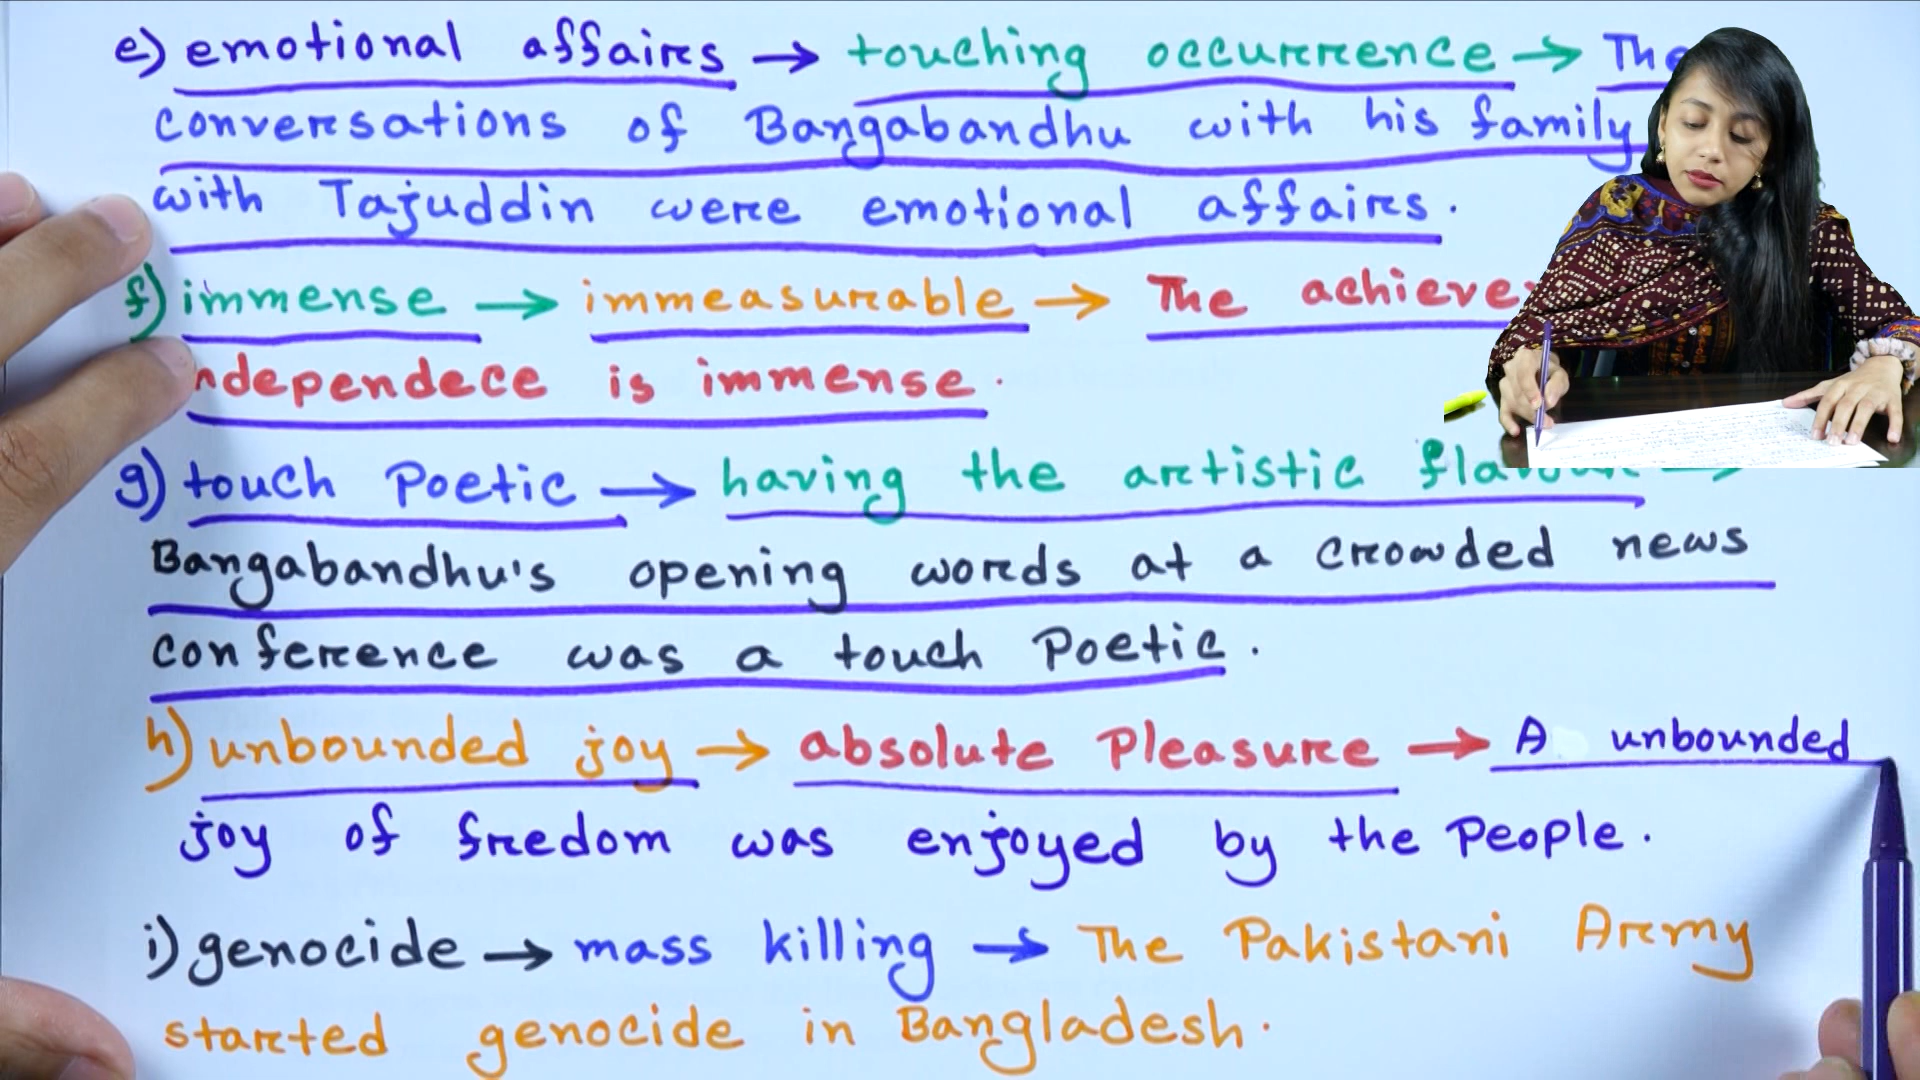 e) emotional affairs → touching occurrence → The
conversations of Bangabandhu with his family
with Tajuddin were emotional affairs.
f) immense → immeasurable → The
ndependece is immense.
g) touch Poetic → having the artistic →
Bangabandhu's opening words at a crowded news
conference was a touch Poetic.
h) unbounded joy → absolute Pleasure → A unbounded
joy of fredom was enjoyed by the People.
i) genocide → mass killing → The Pakistani Army
started genocide in Bangladesh.